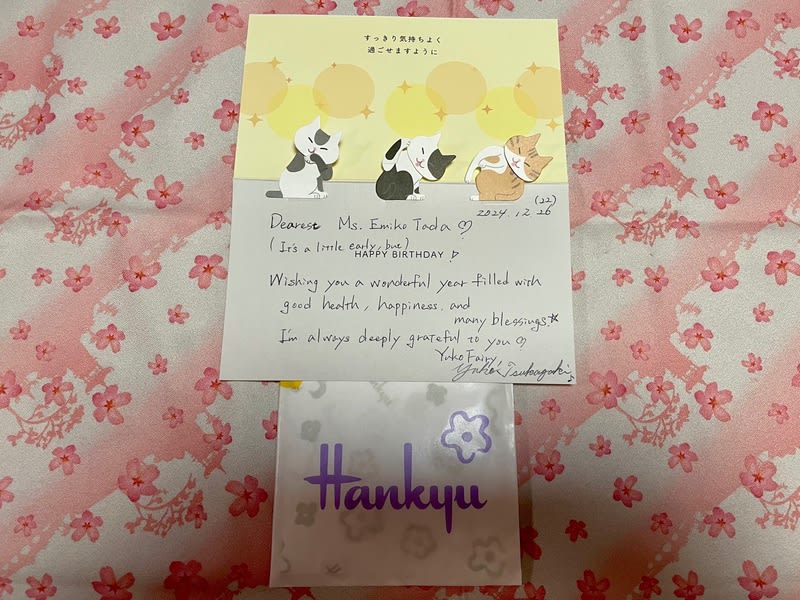 すっきり気持ちよく
過ごせますように
(22)
2024.12.26
Dearest Ms. Emiko Tada ♡
(It's a little early, but)
HAPPY BIRTHDAY !
Wishing you a wonderful year filled with
good health, happiness, and
many blessings.☆
I'm always deeply grateful to you ♡
Yuko Fairy
Yuko Tsukagoshi♪
Hankyu